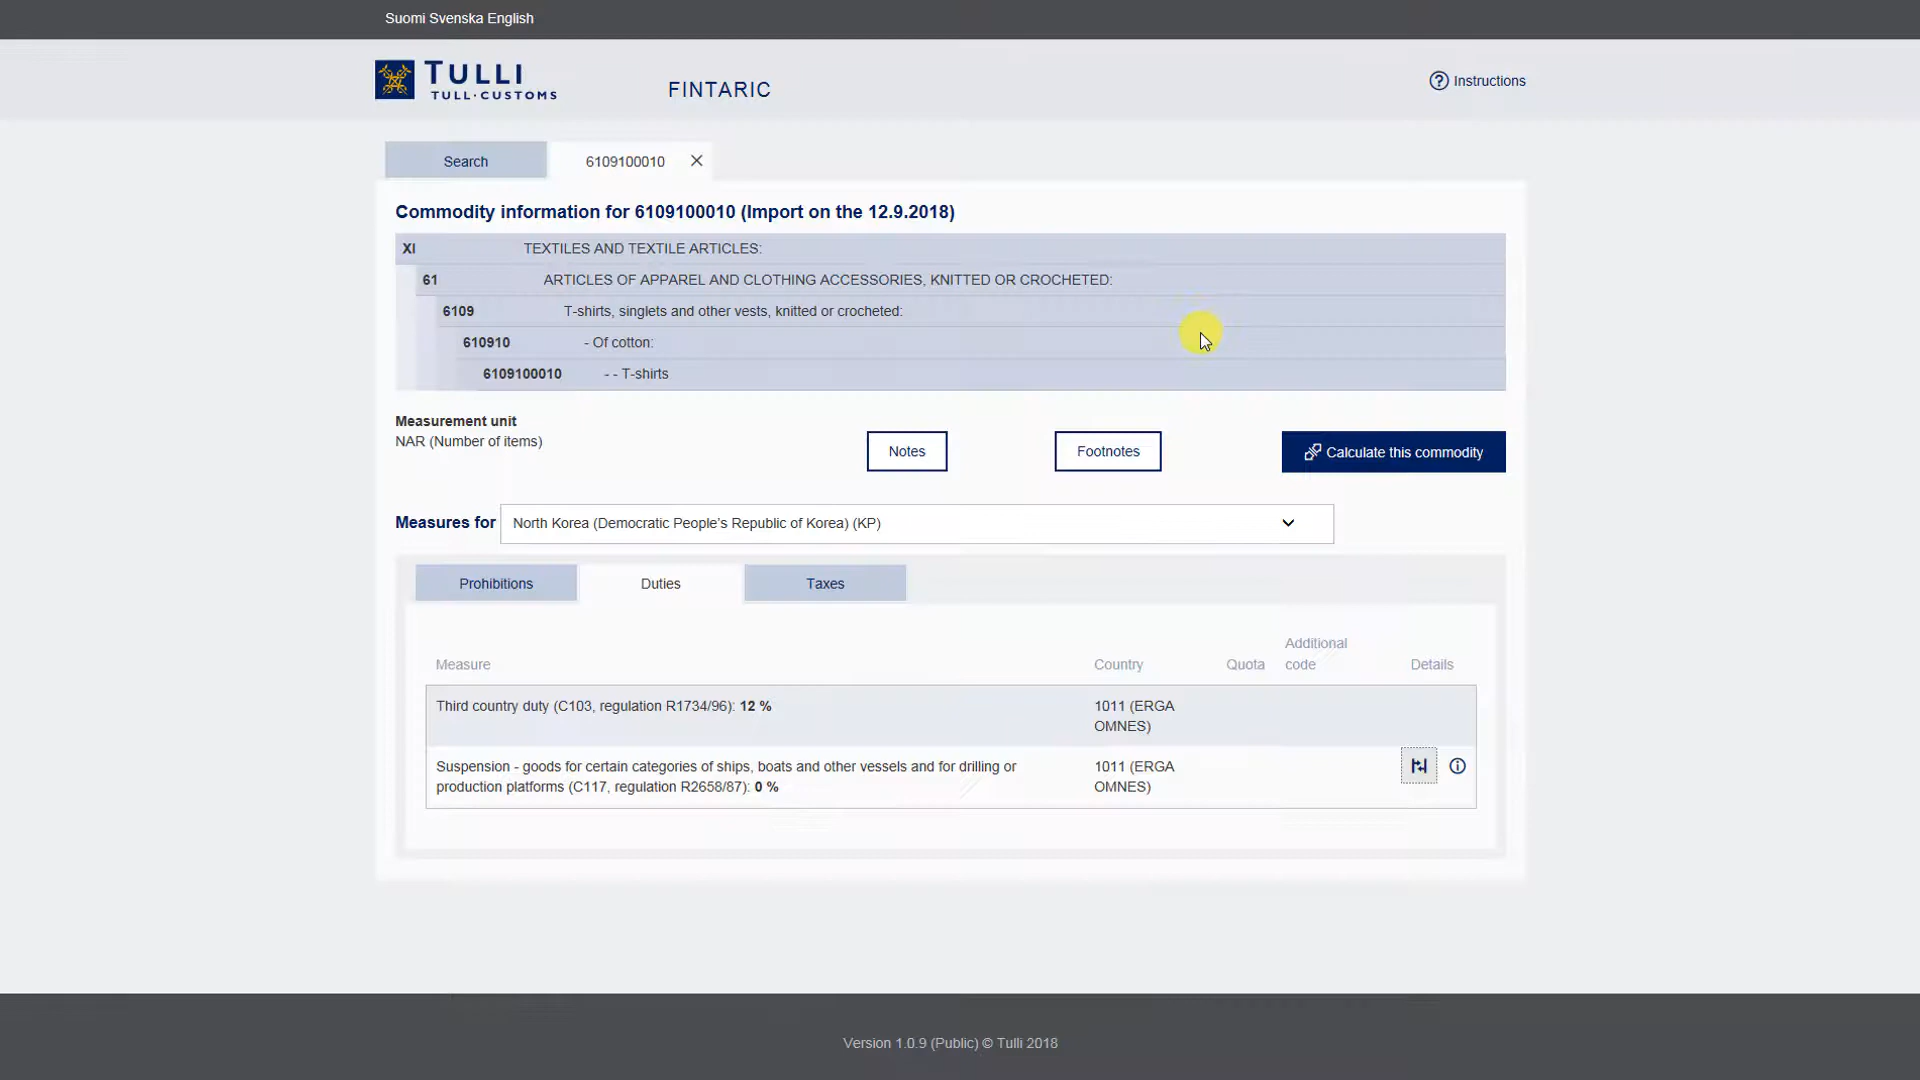 Suomi Svenska English
TULLI
TULL·CUSTOMS
FINTARIC
Instructions
Search
6109100010
Commodity information for 6109100010 (Import on the 12.9.2018)
XI TEXTILES AND TEXTILE ARTICLES:
61 ARTICLES OF APPAREL AND CLOTHING ACCESSORIES, KNITTED OR CROCHETED:
6109 T-shirts, singlets and other vests, knitted or crocheted:
610910 - Of cotton:
6109100010 - - T-shirts
Measurement unit
NAR (Number of items)
Notes
Footnotes
Calculate this commodity
Measures for North Korea (Democratic People's Republic of Korea) (KP)
Prohibitions
Duties
Taxes
Measure
Country
Quota
Additional
code
Details
Third country duty (C103, regulation R1734/96): 12 %
1011 (ERGA
OMNES)
Suspension - goods for certain categories of ships, boats and other vessels and for drilling or
production platforms (C117, regulation R2658/87): 0 %
1011 (ERGA
OMNES)
Version 1.0.9 (Public) © Tulli 2018